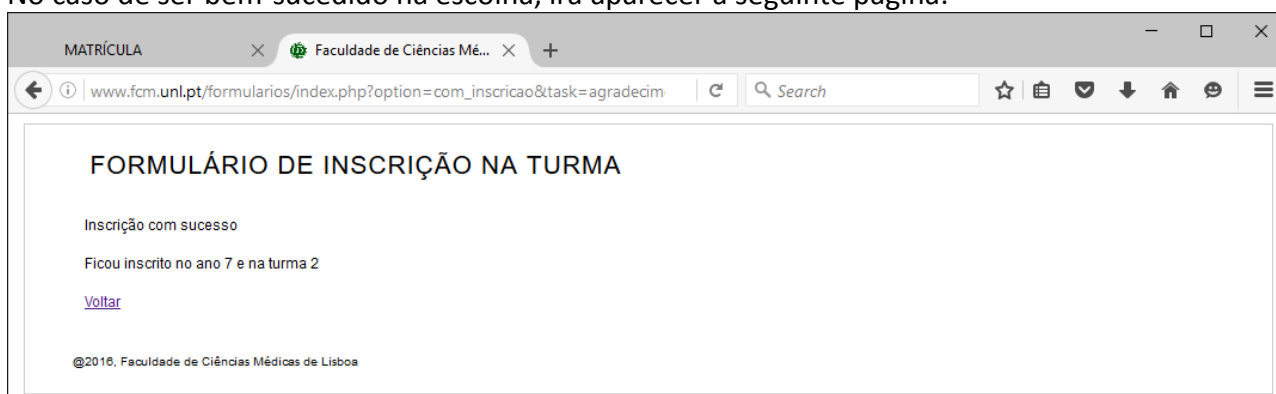 No caso de ser bem-sucedido na escolha, irá aparecer a seguinte página:
MATRÍCULA
Faculdade de Ciências Mé...
www.fcm.unl.pt/formularios/index.php?option=com_inscricao&task=agradecim
Search
FORMULÁRIO DE INSCRIÇÃO NA TURMA
Inscrição com sucesso
Ficou inscrito no ano 7 e na turma 2
Voltar
@2016, Faculdade de Ciências Médicas de Lisboa